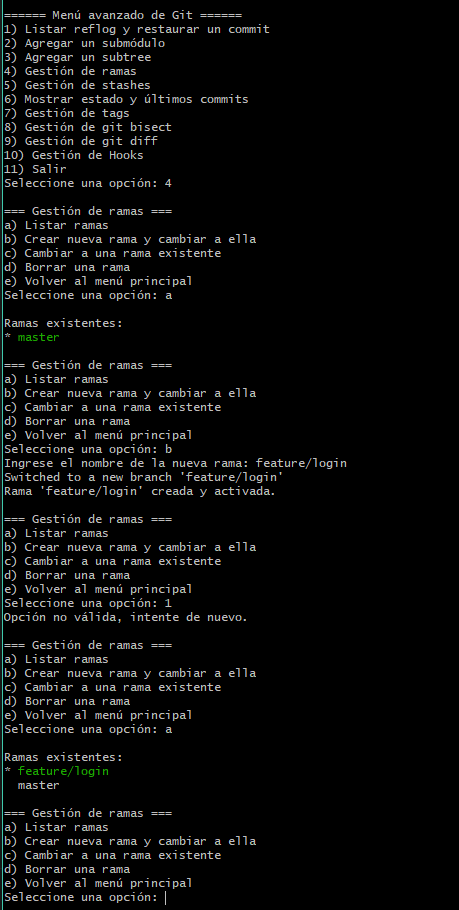 ====== Menú avanzado de Git ======
1) Listar reflog y restaurar un commit
2) Agregar un submódulo
3) Agregar un subtree
4) Gestión de ramas
5) Gestión de stashes
6) Mostrar estado y últimos commits
7) Gestión de tags
8) Gestión de git bisect
9) Gestión de git diff
10) Gestión de Hooks
11) Salir
Seleccione una opción: 4
=== Gestión de ramas ===
a) Listar ramas
b) Crear nueva rama y cambiar a ella
c) Cambiar a una rama existente
d) Borrar una rama
e) Volver al menú principal
Seleccione una opción: a
Ramas existentes:
* master
=== Gestión de ramas ===
a) Listar ramas
b) Crear nueva rama y cambiar a ella
c) Cambiar a una rama existente
d) Borrar una rama
e) Volver al menú principal
Seleccione una opción: b
Ingrese el nombre de la nueva rama: feature/login
Switched to a new branch 'feature/login'
Rama 'feature/login' creada y activada.
=== Gestión de ramas ===
a) Listar ramas
b) Crear nueva rama y cambiar a ella
c) Cambiar a una rama existente
d) Borrar una rama
e) Volver al menú principal
Seleccione una opción: 1
Opción no válida, intente de nuevo.
=== Gestión de ramas ===
a) Listar ramas
b) Crear nueva rama y cambiar a ella
c) Cambiar a una rama existente
d) Borrar una rama
e) Volver al menú principal
Seleccione una opción: a
Ramas existentes:
* feature/login
  master
=== Gestión de ramas ===
a) Listar ramas
b) Crear nueva rama y cambiar a ella
c) Cambiar a una rama existente
d) Borrar una rama
e) Volver al menú principal
Seleccione una opción: